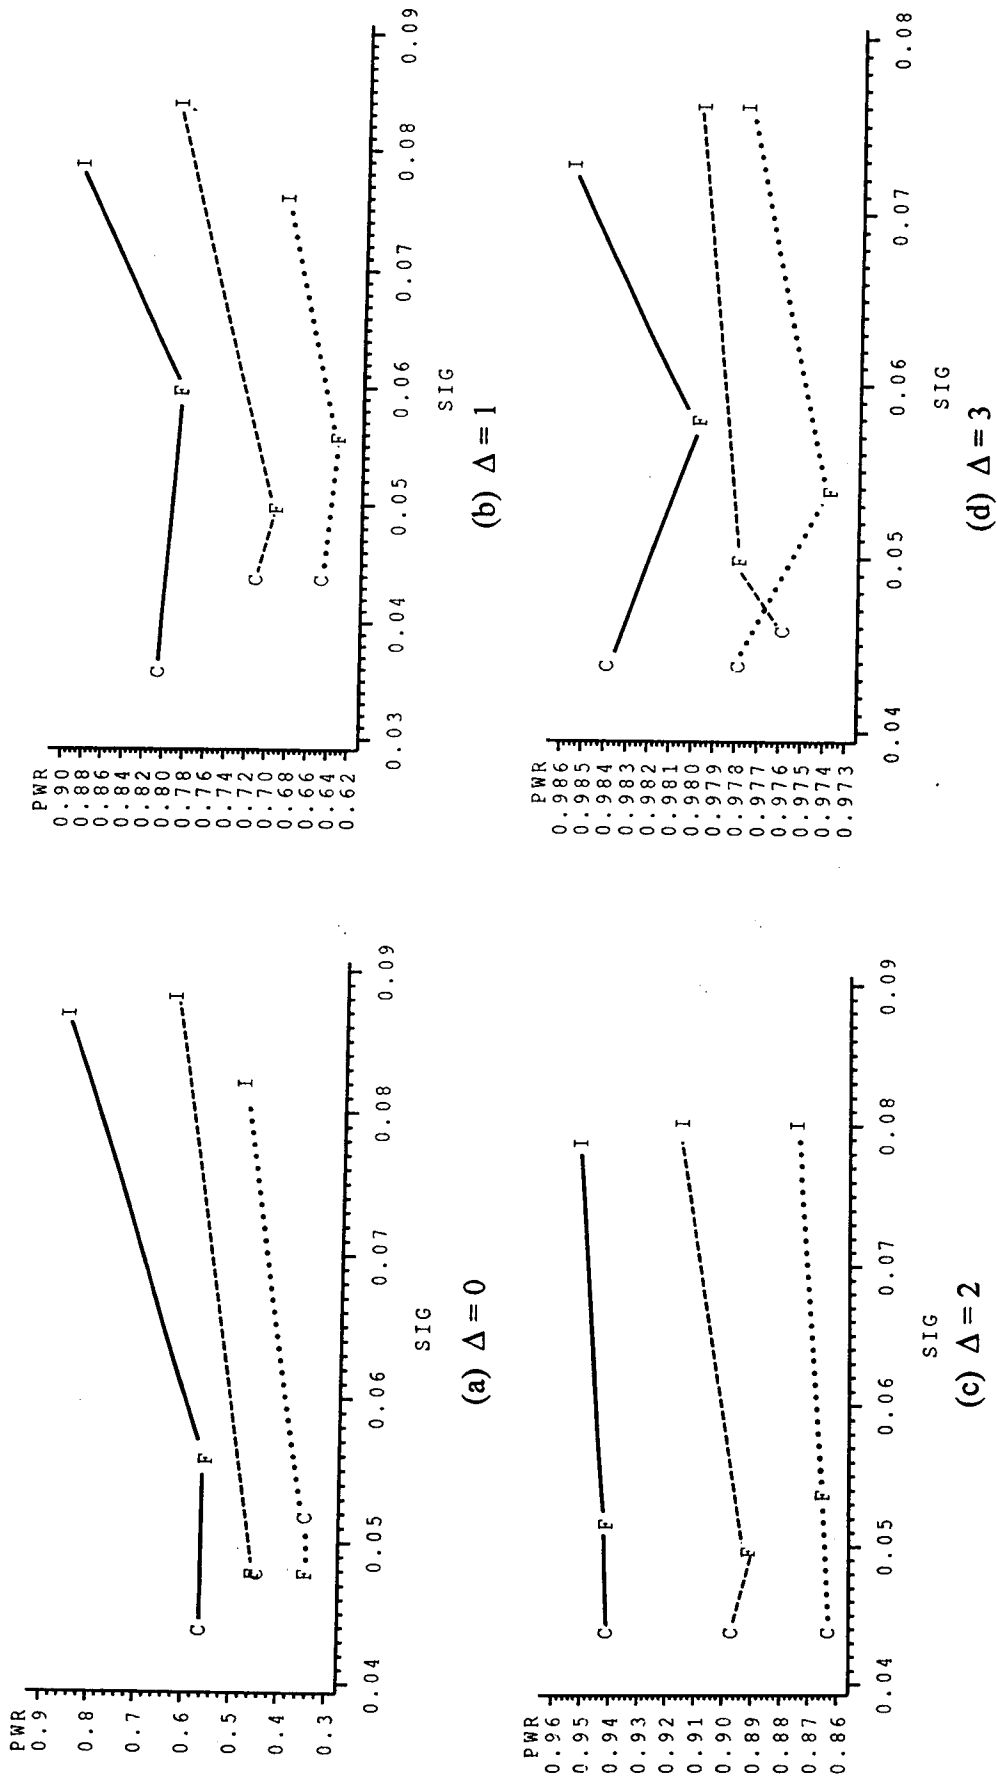 PWR
0.9
0.8
0.7
0.6
0.5
0.4
0.3
I
I
C
F
I
F
C
F
C
0.04
0.05
0.06
0.07
0.08
0.09
SIG
(a) Δ = 0
PWR
0.90
0.88
0.86
0.84
0.82
0.80
0.78
0.76
0.74
0.72
0.70
0.68
0.66
0.64
0.62
I
C
F
I
C
F
I
C
F
0.03
0.04
0.05
0.06
0.07
0.08
0.09
SIG
(b) Δ = 1
PWR
0.96
0.95
0.94
0.93
0.92
0.91
0.90
0.89
0.88
0.87
0.86
C
F
I
C
F
I
C
F
I
0.04
0.05
0.06
0.07
0.08
0.09
SIG
(c) Δ = 2
PWR
0.986
0.985
0.984
0.983
0.982
0.981
0.980
0.979
0.978
0.977
0.976
0.975
0.974
0.973
I
C
F
I
C
F
I
C
F
0.04
0.05
0.06
0.07
0.08
SIG
(d) Δ = 3